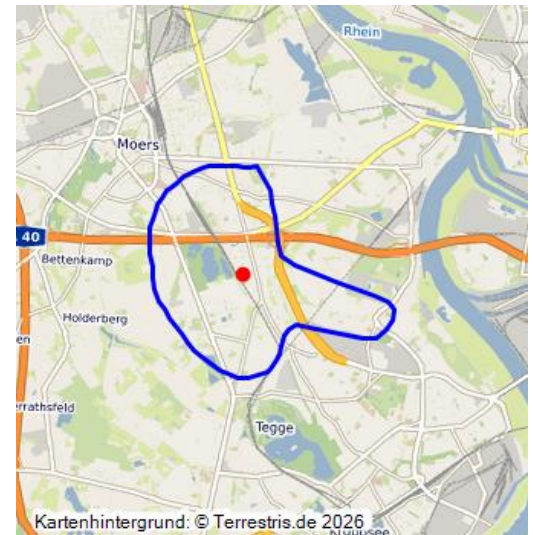 Rhein
Moers
40
Bettenkamp
Holderberg
en
errathsfeld
Tegge
Kartenhintergrund: © Terrestris.de 2026